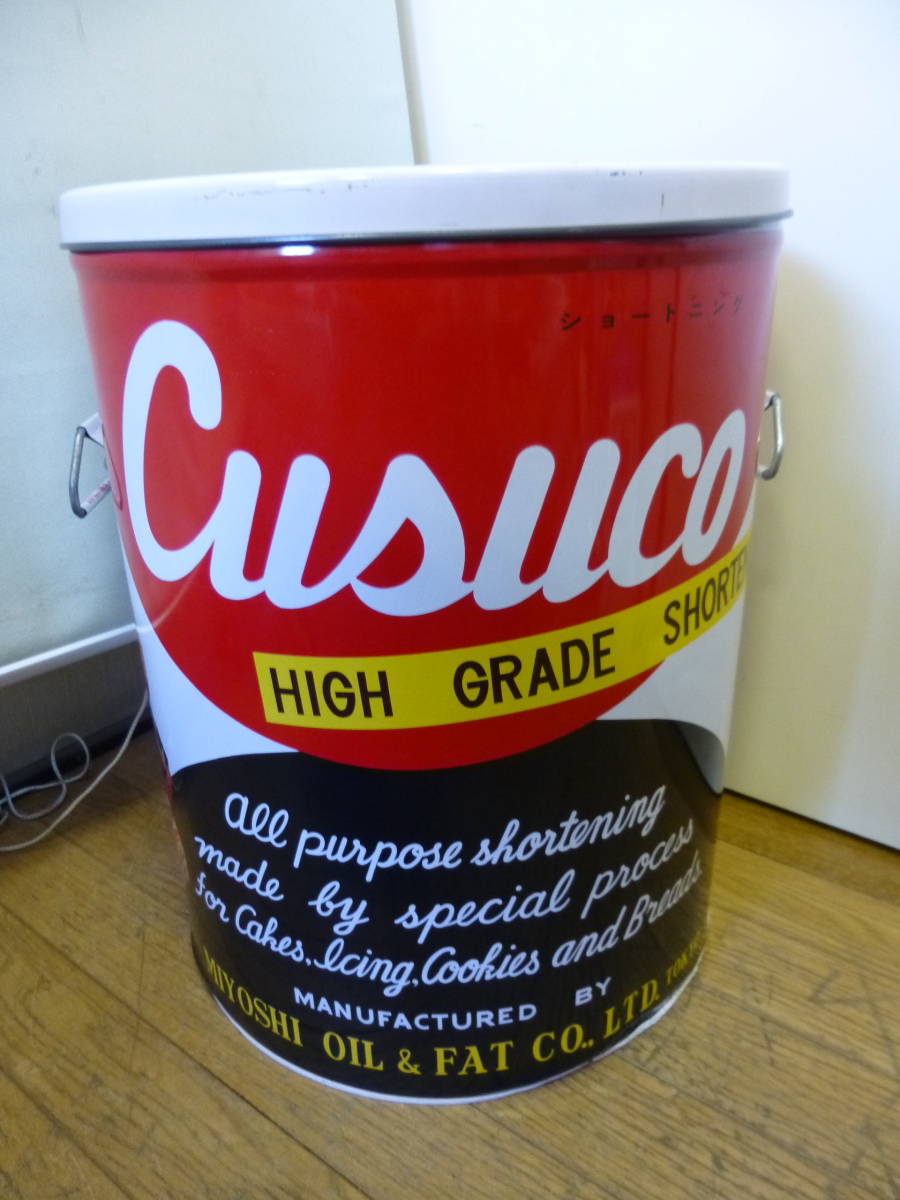 ショートニング
Cusuco
HIGH GRADE SHORTE
All purpose shortening
made by special process
for Cakes, Icing, Cookies and Breads.
MANUFACTURED BY
MIYOSHI OIL & FAT CO., LTD.